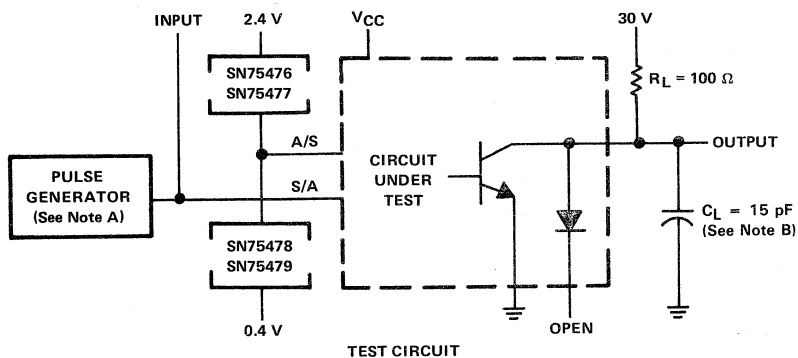 INPUT
2.4 V
VCC
30 V
SN75476
SN75477
RL = 100 Ω
A/S
OUTPUT
CIRCUIT
UNDER
TEST
PULSE
GENERATOR
(See Note A)
S/A
CL = 15 pF
(See Note B)
SN75478
SN75479
0.4 V
OPEN
TEST CIRCUIT